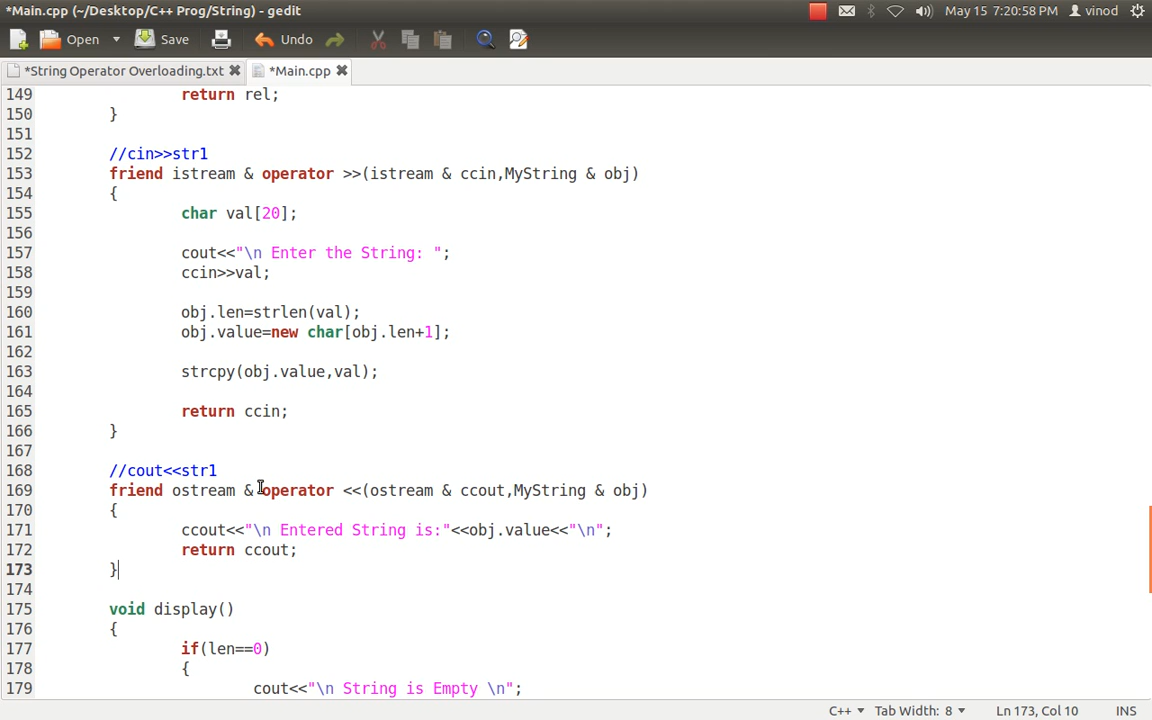 *Main.cpp (~/Desktop/C++ Prog/String) - gedit May 15 7:20:58 PM vinod
Open Save Undo
*String Operator Overloading.txt *Main.cpp
149 return rel;
150 }
151
152 //cin>>str1
153 friend istream & operator >>(istream & ccin,MyString & obj)
154 {
155 char val[20];
156
157 cout<<"\n Enter the String: ";
158 ccin>>val;
159
160 obj.len=strlen(val);
161 obj.value=new char[obj.len+1];
162
163 strcpy(obj.value,val);
164
165 return ccin;
166 }
167
168 //cout<<str1
169 friend ostream & operator <<(ostream & ccout,MyString & obj)
170 {
171 ccout<<"\n Entered String is:"<<obj.value<<"\n";
172 return ccout;
173 }
174
175 void display()
176 {
177 if(len==0)
178 {
179 cout<<"\n String is Empty \n";
C++ Tab Width: 8 Ln 173, Col 10 INS